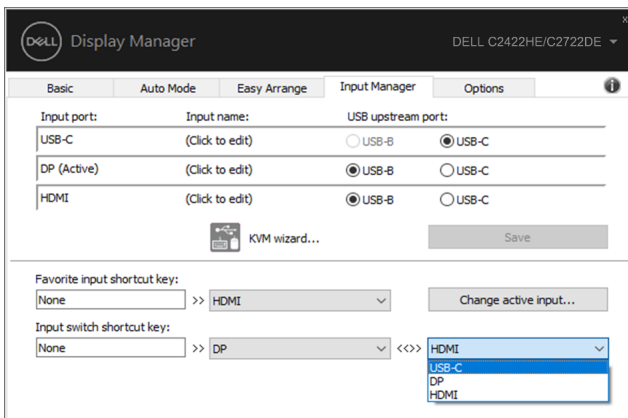 DELL Display Manager DELL C2422HE/C2722DE
Basic Auto Mode Easy Arrange Input Manager Options
Input port: Input name: USB upstream port:
USB-C (Click to edit) USB-B USB-C
DP (Active) (Click to edit) USB-B USB-C
HDMI (Click to edit) USB-B USB-C
KVM wizard... Save
Favorite input shortcut key:
None >> HDMI Change active input...
Input switch shortcut key:
None >> DP <<>> HDMI
USB-C
DP
HDMI